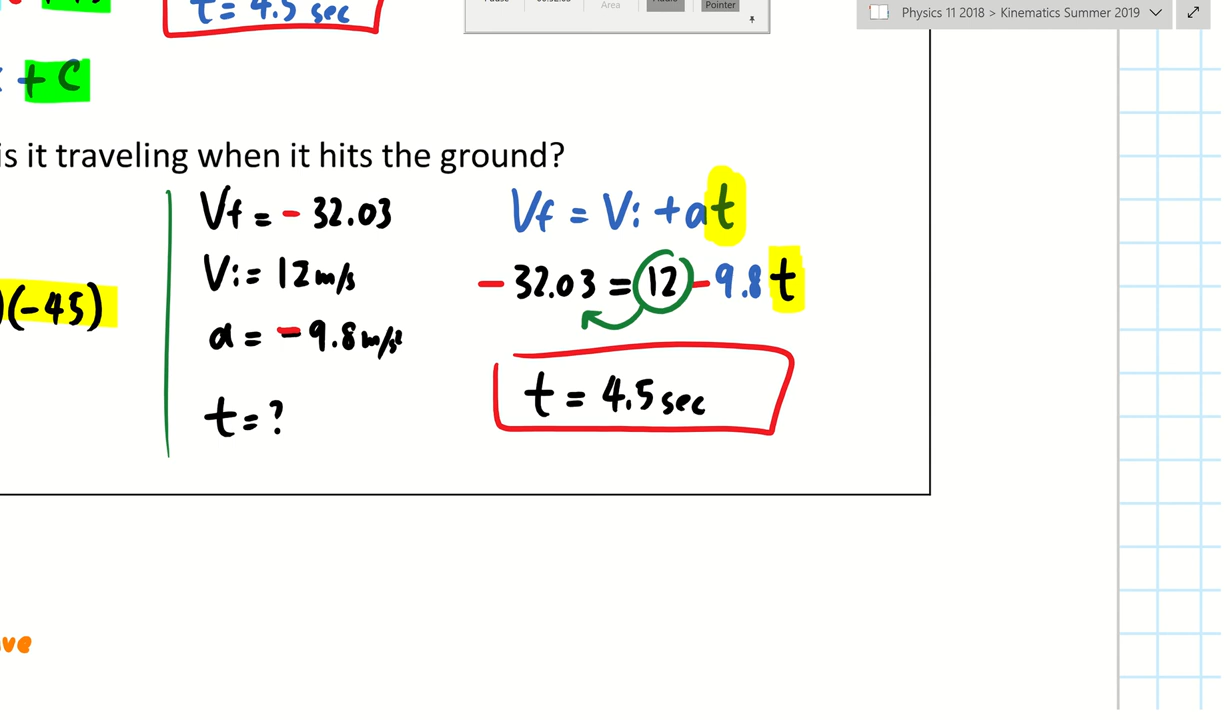 t = 4.5 sec
Area
Pointer
Physics 11 2018 > Kinematics Summer 2019
+ C
is it traveling when it hits the ground?
Vf = - 32.03
Vi = 12 m/s
a = - 9.8 m/s²
t = ?
)(-45)
Vf = Vi + at
- 32.03 = 12 - 9.8 t
t = 4.5 sec
ve